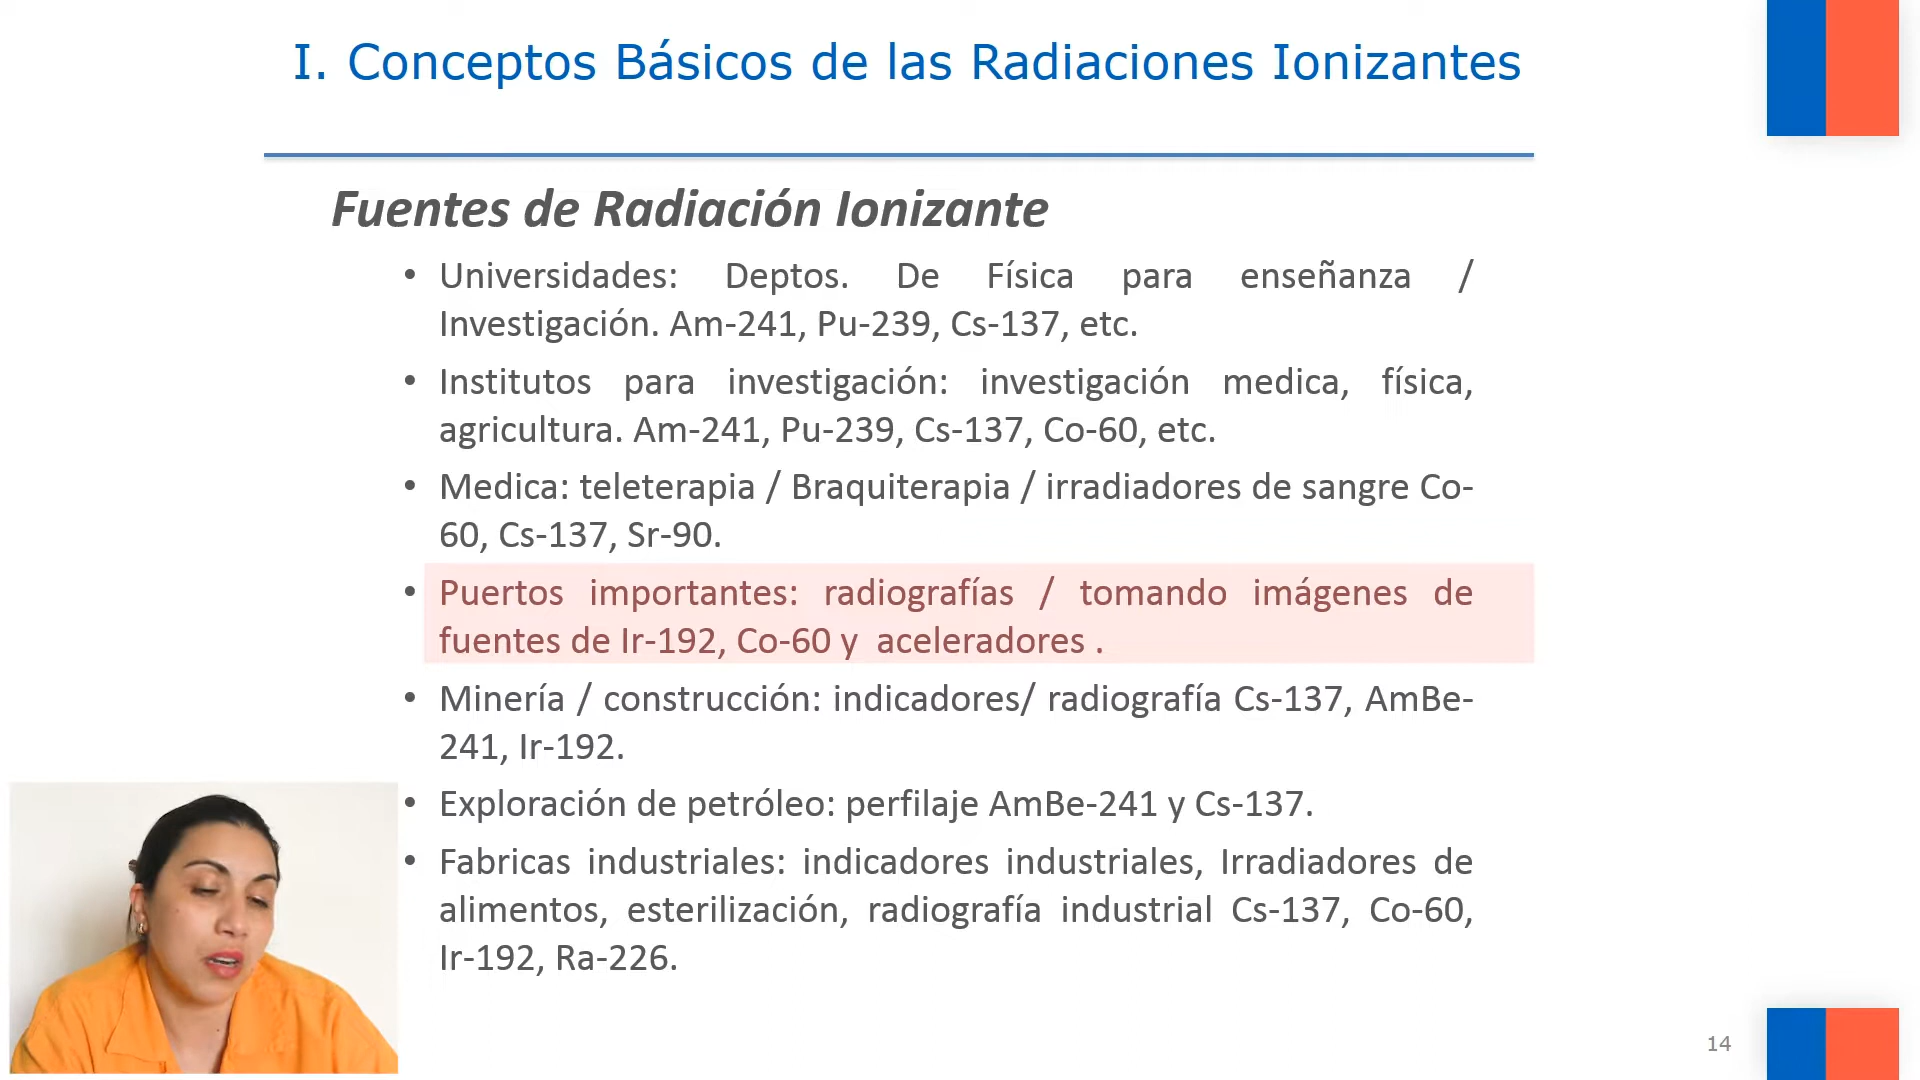 I. Conceptos Básicos de las Radiaciones Ionizantes
Fuentes de Radiación Ionizante
• Universidades: Deptos. De Física para enseñanza /
Investigación. Am-241, Pu-239, Cs-137, etc.
• Institutos para investigación: investigación medica, física,
agricultura. Am-241, Pu-239, Cs-137, Co-60, etc.
• Medica: teleterapia / Braquiterapia / irradiadores de sangre Co-
60, Cs-137, Sr-90.
• Puertos importantes: radiografías / tomando imágenes de
fuentes de Ir-192, Co-60 y  aceleradores .
• Minería / construcción: indicadores/ radiografía Cs-137, AmBe-
241, Ir-192.
• Exploración de petróleo: perfilaje AmBe-241 y Cs-137.
• Fabricas industriales: indicadores industriales, Irradiadores de
alimentos, esterilización, radiografía industrial Cs-137, Co-60,
Ir-192, Ra-226.
14